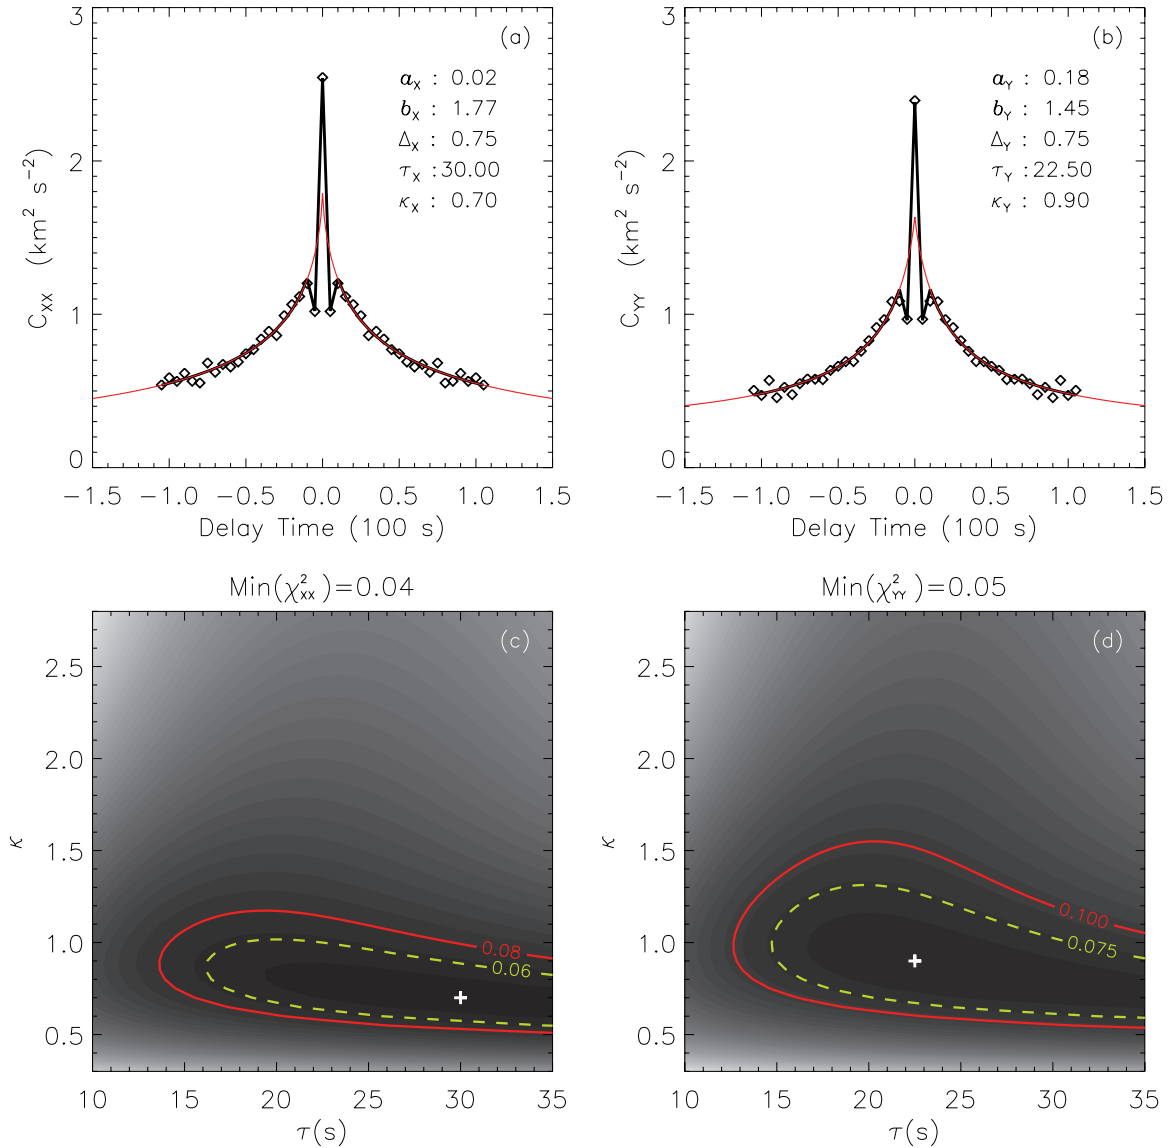 (a)
a_X : 0.02
b_X : 1.77
Δ_X : 0.75
τ_X :30.00
κ_X : 0.70
C_XX (km² s⁻²)
3
2
1
0
−1.5 −1.0 −0.5 0.0 0.5 1.0 1.5
Delay Time (100 s)
(b)
a_Y : 0.18
b_Y : 1.45
Δ_Y : 0.75
τ_Y :22.50
κ_Y : 0.90
C_YY (km² s⁻²)
3
2
1
0
−1.5 −1.0 −0.5 0.0 0.5 1.0 1.5
Delay Time (100 s)
Min(χ²_XX)=0.04
(c)
κ
2.5
2.0
1.5
1.0
0.5
0.08
0.06
10 15 20 25 30 35
τ(s)
Min(χ²_YY)=0.05
(d)
κ
2.5
2.0
1.5
1.0
0.5
0.100
0.075
10 15 20 25 30 35
τ(s)